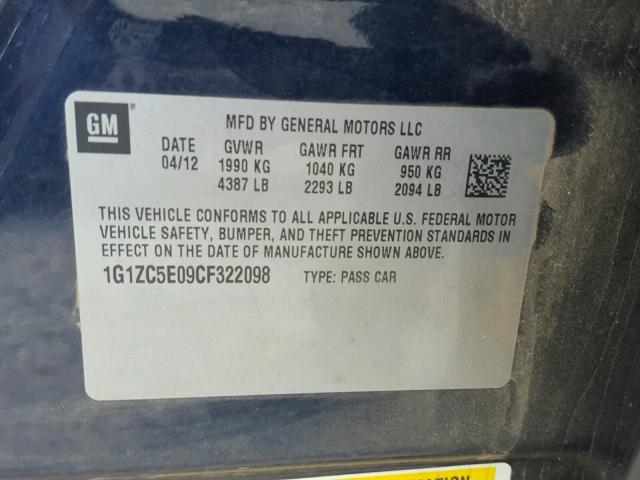 GM
MFD BY GENERAL MOTORS LLC
DATE GVWR GAWR FRT GAWR RR
04/12 1990 KG 1040 KG 950 KG
4387 LB 2293 LB 2094 LB
THIS VEHICLE CONFORMS TO ALL APPLICABLE U.S. FEDERAL MOTOR
VEHICLE SAFETY, BUMPER, AND THEFT PREVENTION STANDARDS IN
EFFECT ON THE DATE OF MANUFACTURE SHOWN ABOVE.
1G1ZC5E09CF322098 TYPE: PASS CAR